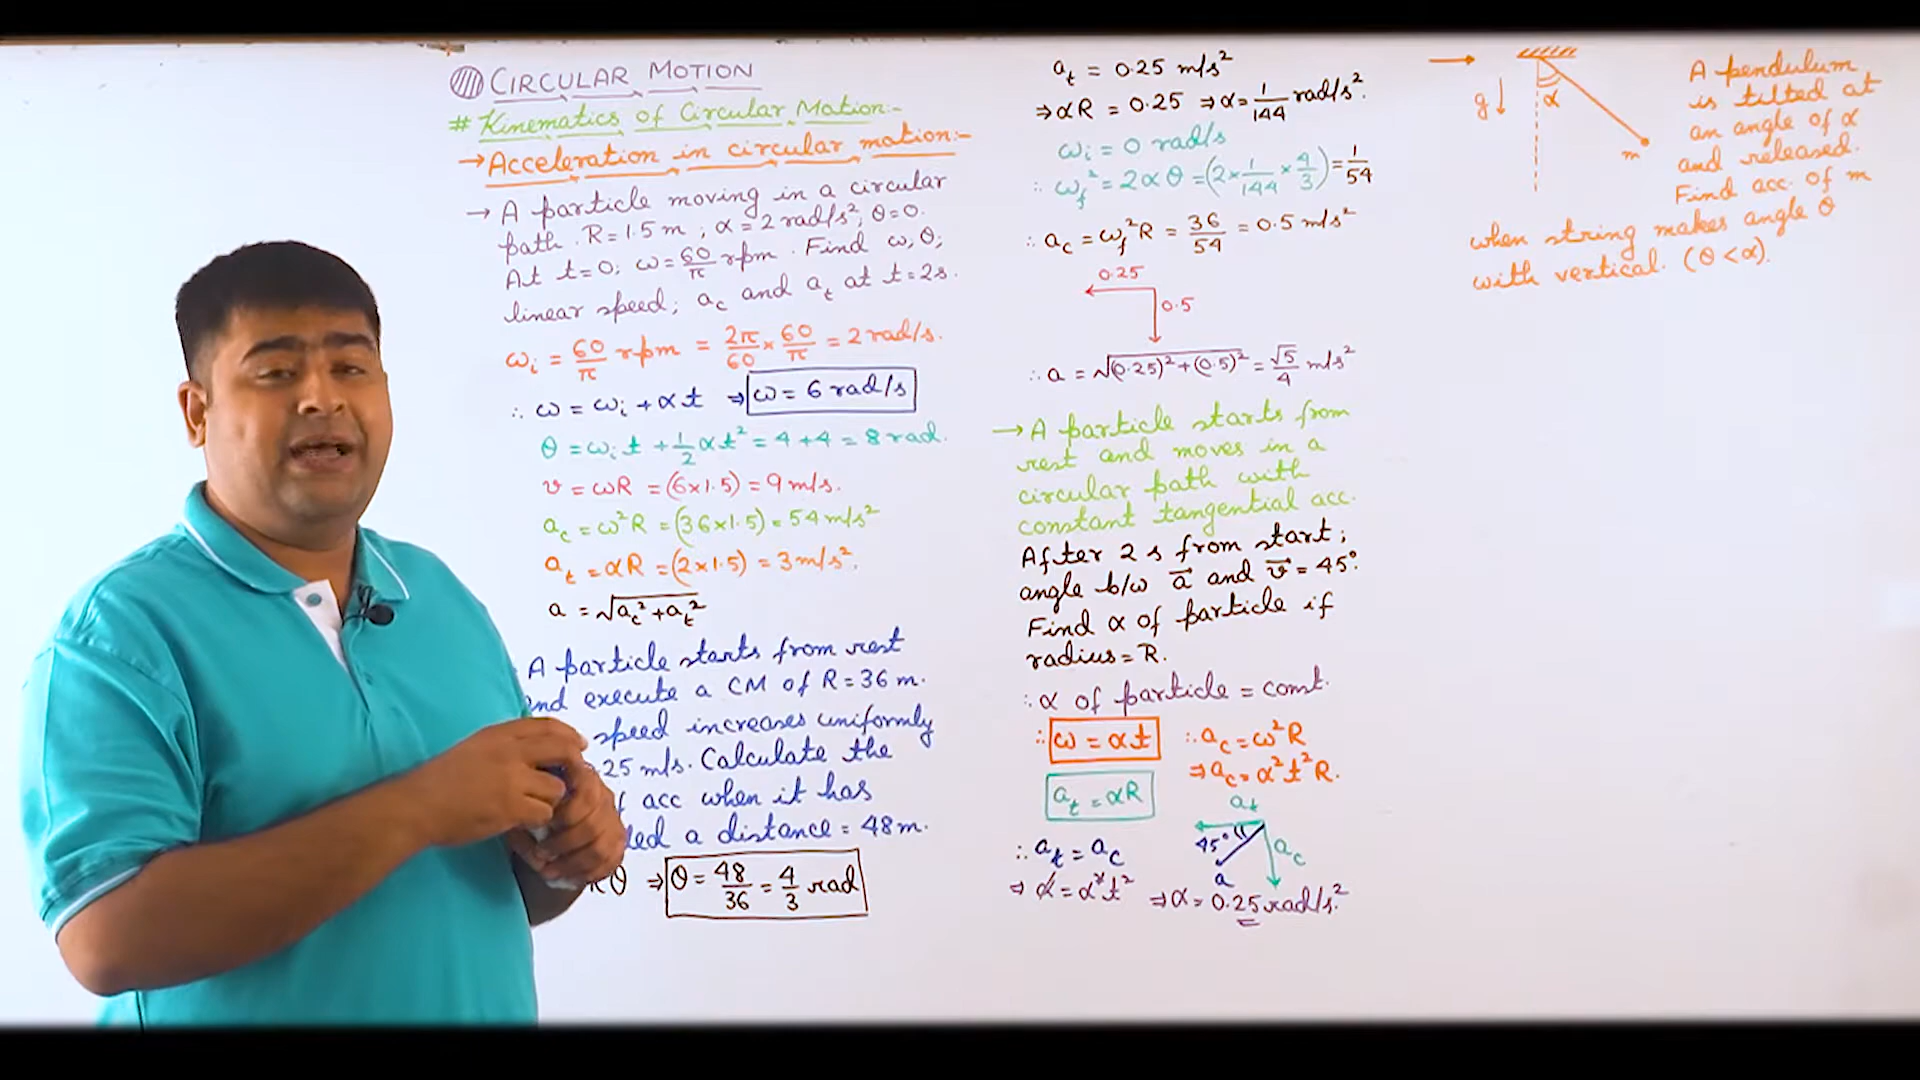 CIRCULAR MOTION
# Kinematics of Circular Motion:-
→ Acceleration in circular motion:-
→ A particle moving in a circular
path. R = 1.5 m ; α = 2 rad/s², θ = 0.
At t = 0; ω = 60/π rpm. Find ω, θ;
linear speed; a_c and a_t at t = 2s.
ω_i = 60/π rpm = 2π/60 × 60/π = 2 rad/s.
∴ ω = ω_i + αt ⇒ ω = 6 rad/s
θ = ω_i t + 1/2 αt² = 4 + 4 = 8 rad.
v = ωR = (6×1.5) = 9 m/s.
a_c = ω²R = (36×1.5) = 54 m/s²
a_t = αR = (2×1.5) = 3 m/s².
a = √(a_c² + a_t²)
A particle starts from rest
and execute a CM of R = 36 m.
speed increases uniformly
.25 m/s. Calculate the
acc when it has
a distance = 48 m.
Rθ ⇒ θ = 48/36 = 4/3 rad
a_t = 0.25 m/s²
⇒ αR = 0.25 ⇒ α = 1/144 rad/s².
ω_i = 0 rad/s
∴ ω_f² = 2αθ = (2 × 1/144 × 4/3) = 1/54
∴ a_c = ω_f²R = 36/54 = 0.5 m/s²
0.25
0.5
∴ a = √((0.25)² + (0.5)²) = √5/4 m/s²
→ A particle starts from
rest and moves in a
circular path with
constant tangential acc.
After 2 s from start;
angle b/w a⃗ and v⃗ = 45°.
Find α of particle if
radius = R.
∴ α of particle = const.
∴ ω = αt ∴ a_c = ω²R
⇒ a_c = α²t²R.
a_t = αR
a_t
45°
a_c
a
∴ a_t = a_c
⇒ α = α²t² ⇒ α = 0.25 rad/s²
→
g ↓
α
m
A pendulum
is tilted at
an angle of α
and released.
Find acc. of m
when string makes angle θ
with vertical. (θ < α).